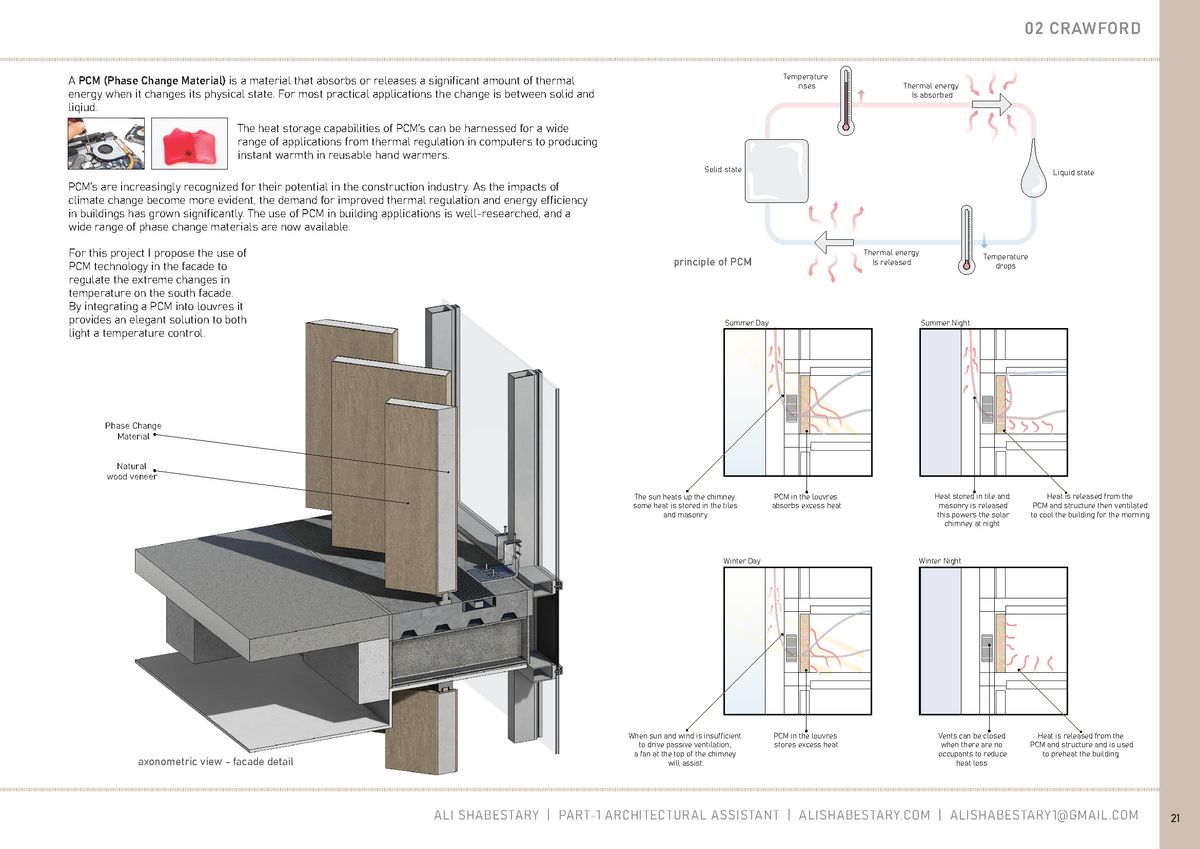 02 CRAWFORD
A PCM (Phase Change Material) is a material that absorbs or releases a significant amount of thermal
energy when it changes its physical state. For most practical applications the change is between solid and
liqiud.
The heat storage capabilities of PCM's can be harnessed for a wide
range of applications from thermal regulation in computers to producing
instant warmth in reusable hand warmers.
PCM's are increasingly recognized for their potential in the construction industry. As the impacts of
climate change become more evident, the demand for improved thermal regulation and energy efficiency
in buildings has grown significantly. The use of PCM in building applications is well-researched, and a
wide range of phase change materials are now available.
For this project I propose the use of
PCM technology in the facade to
regulate the extreme changes in
temperature on the south facade.
By integrating a PCM into louvres it
provides an elegant solution to both
light a temperature control.
Phase Change
Material
Natural
wood veneer
axonometric view - facade detail
Temperature
rises
Thermal energy
Is absorbed
Solid state
Liquid state
Thermal energy
Is released
Temperature
drops
principle of PCM
Summer Day
Summer Night
The sun heats up the chimney,
some heat is stored in the tiles
and masonry
PCM in the louvres
absorbs excess heat
Heat stored in tile and
masonry is released
this powers the solar
chimney at night
Heat is released from the
PCM and structure then ventilated
to cool the building for the morning
Winter Day
Winter Night
When sun and wind is insufficient
to drive passive ventilation,
a fan at the top of the chimney
will assist.
PCM in the louvres
stores excess heat
Vents can be closed
when there are no
occupants to reduce
heat loss
Heat is released from the
PCM and structure and is used
to preheat the building
ALI SHABESTARY | PART-1 ARCHITECTURAL ASSISTANT | ALISHABESTARY.COM | ALISHABESTARY1@GMAIL.COM
21